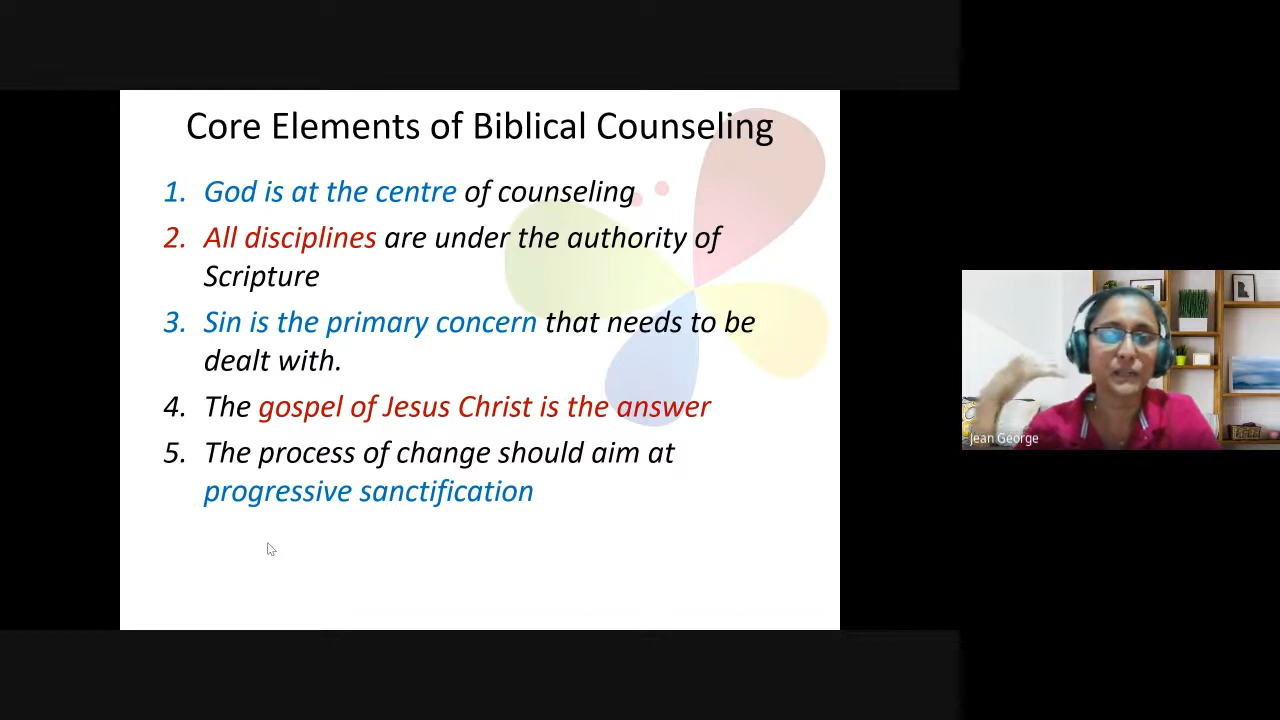 Core Elements of Biblical Counseling
1. God is at the centre of counseling
2. All disciplines are under the authority of
Scripture
3. Sin is the primary concern that needs to be
dealt with.
4. The gospel of Jesus Christ is the answer
5. The process of change should aim at
progressive sanctification
Jean George